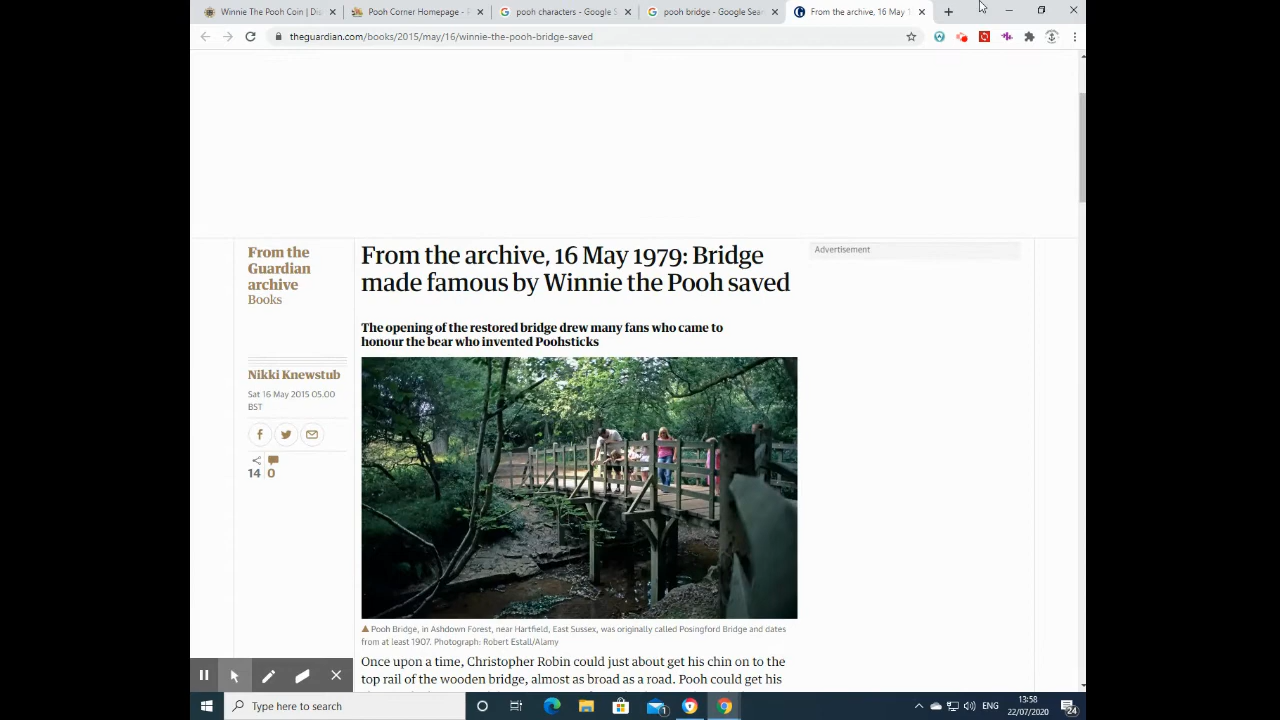 Winnie The Pooh Coin | Dis
Pooh Corner Homepage - P
pooh characters - Google S
pooh bridge - Google Sear
From the archive, 16 May 1
theguardian.com/books/2015/may/16/winnie-the-pooh-bridge-saved
From the
Guardian
archive
Books
From the archive, 16 May 1979: Bridge
made famous by Winnie the Pooh saved
Advertisement
The opening of the restored bridge drew many fans who came to
honour the bear who invented Poohsticks
Nikki Knewstub
Sat 16 May 2015 05.00
BST
14 0
Pooh Bridge, in Ashdown Forest, near Hartfield, East Sussex, was originally called Posingford Bridge and dates
from at least 1907. Photograph: Robert Estall/Alamy
Once upon a time, Christopher Robin could just about get his chin on to the
top rail of the wooden bridge, almost as broad as a road. Pooh could get his
Type here to search
1
ENG
13:58
22/07/2020
24